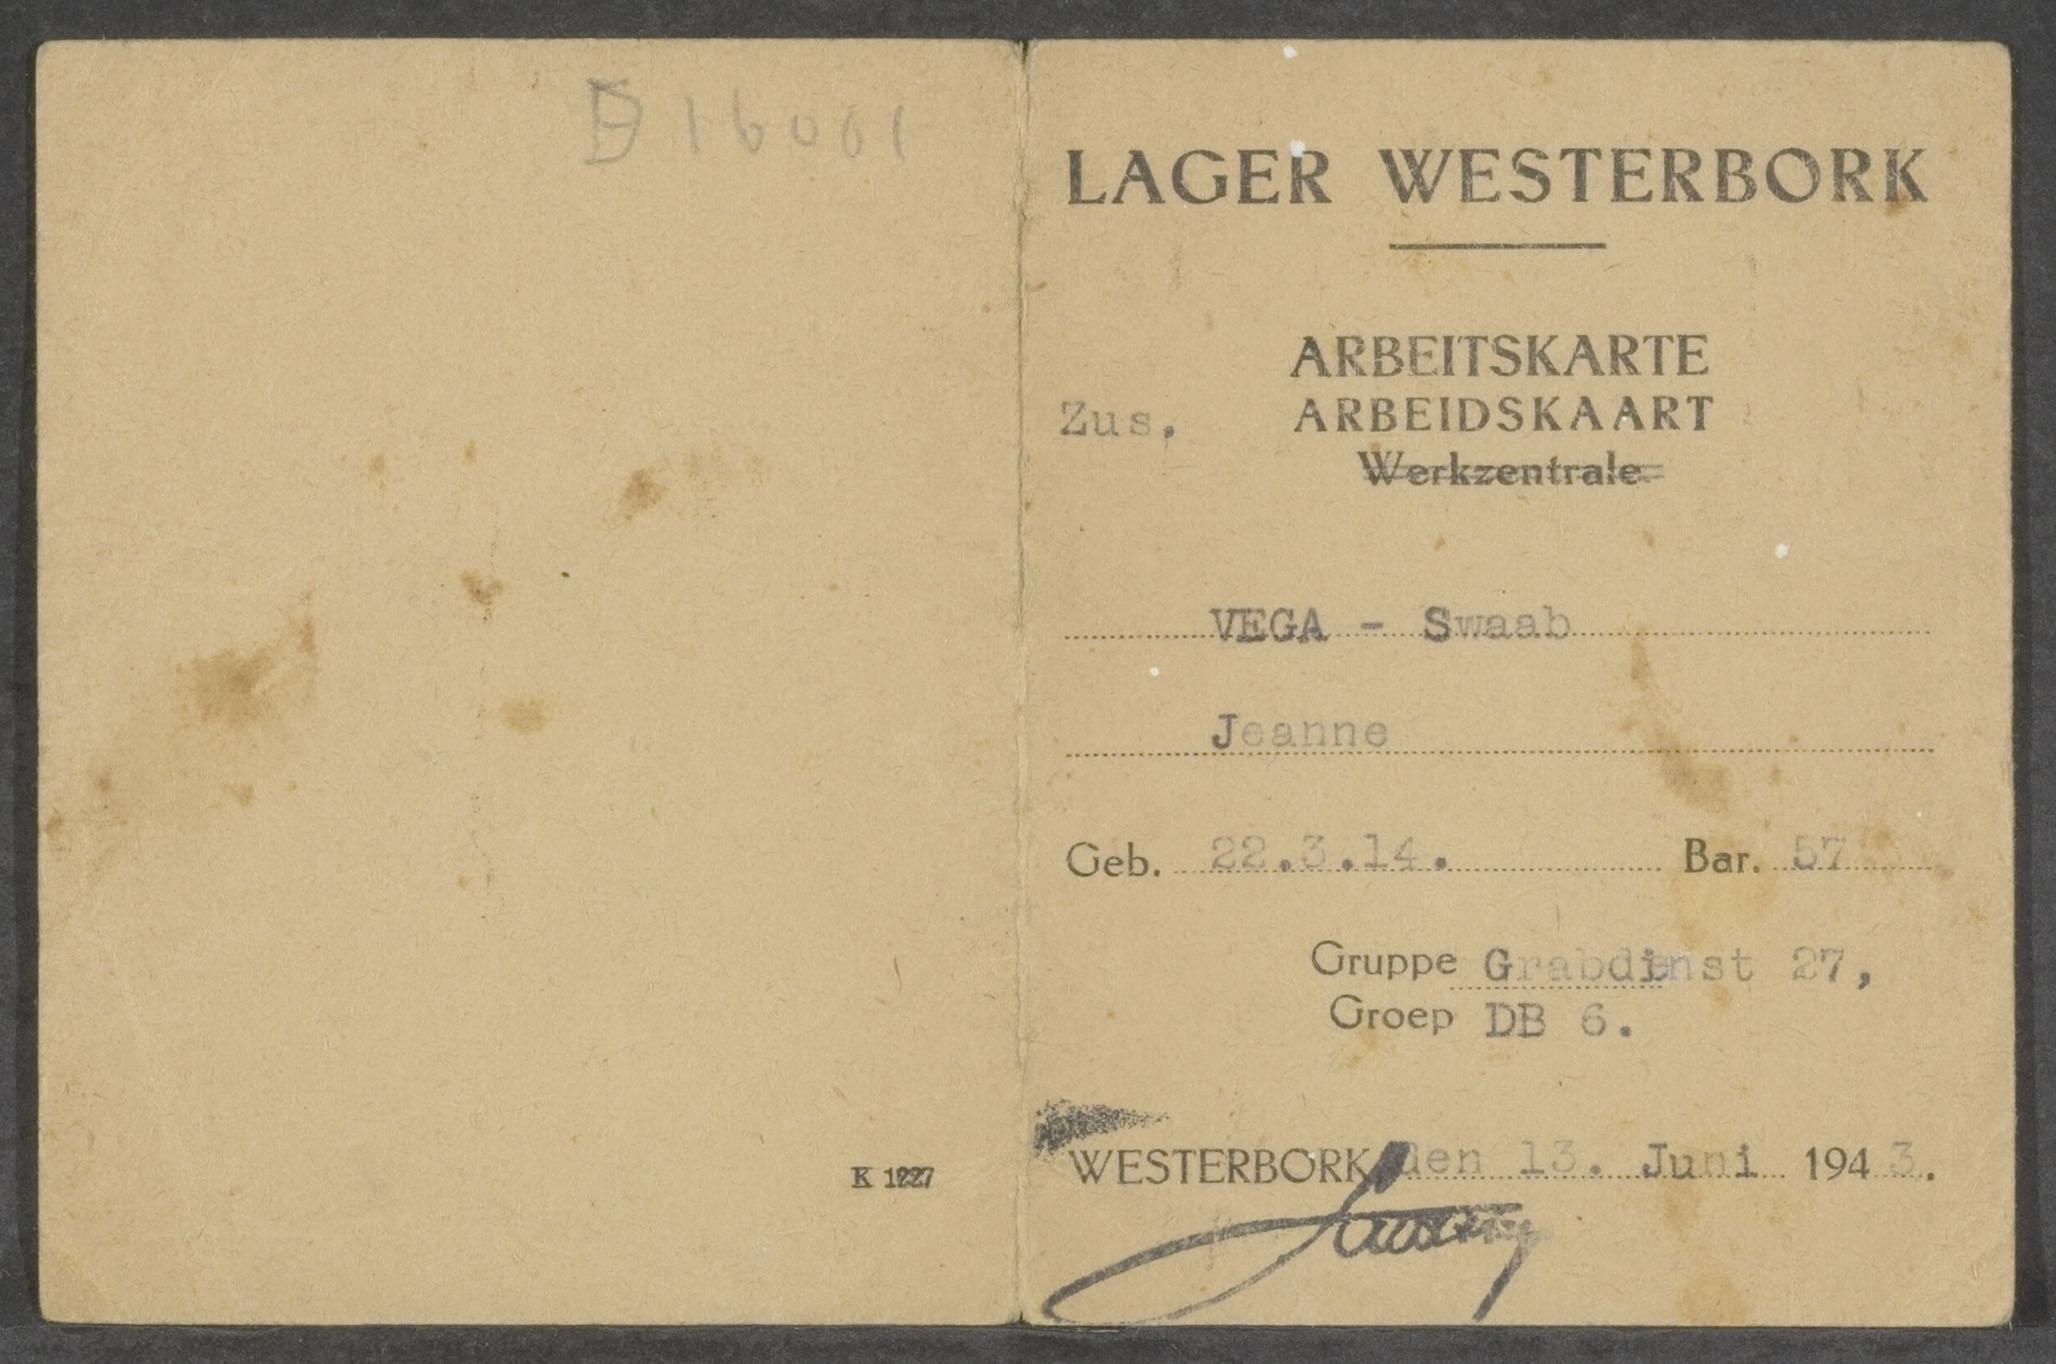 B 16001
K 1227
LAGER WESTERBORK
ARBEITSKARTE
Zus. ARBEIDSKAART
Werkzentrale
VEGA - Swaab
Jeanne
Geb. 22.3.14. Bar. 57
Gruppe Grabdienst 27,
Groep DB 6.
WESTERBORK, den 13. Juni 1943.